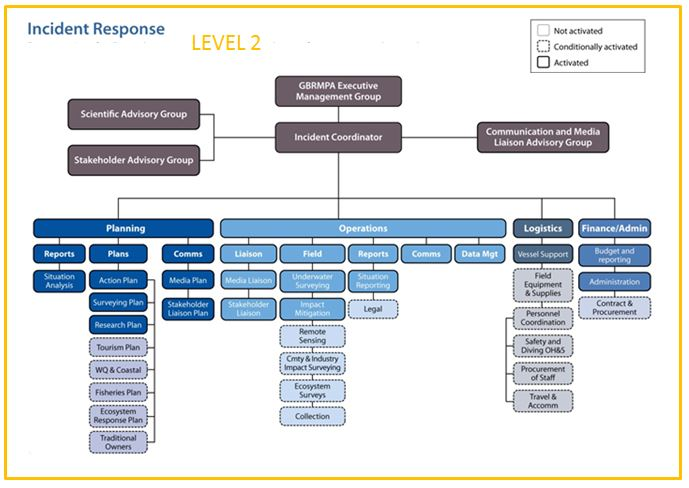 Incident Response
LEVEL 2
Not activated
Conditionally activated
Activated
GBRMPA Executive
Management Group
Scientific Advisory Group
Incident Coordinator
Communication and Media
Liaison Advisory Group
Stakeholder Advisory Group
Planning
Operations
Logistics
Finance/Admin
Reports
Plans
Comms
Liaison
Field
Reports
Comms
Data Mgt
Vessel Support
Budget and
reporting
Situation
Analysis
Action Plan
Media Plan
Media Liaison
Underwater
Surveying
Situation
Reporting
Field
Equipment
& Supplies
Administration
Surveying Plan
Stakeholder
Liaison Plan
Stakeholder
Liaison
Impact
Mitigation
Legal
Contract &
Procurement
Research Plan
Remote
Sensing
Personnel
Coordination
Tourism Plan
Cmty & Industry
Impact Surveying
Safety and
Diving OH&S
WQ & Coastal
Ecosystem
Surveys
Procurement
of Staff
Fisheries Plan
Collection
Travel &
Accomm
Ecosystem
Response Plan
Traditional
Owners